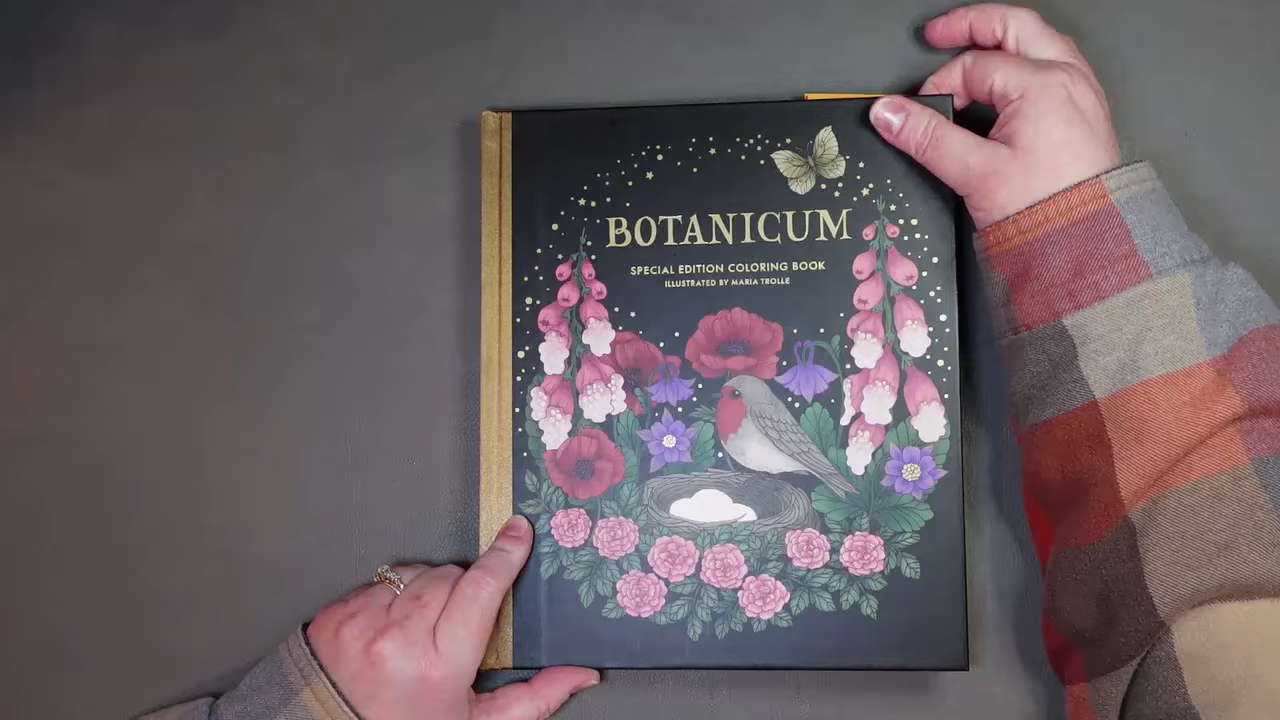 BOTANICUM
SPECIAL EDITION COLORING BOOK
ILLUSTRATED BY MARIA TROLLE